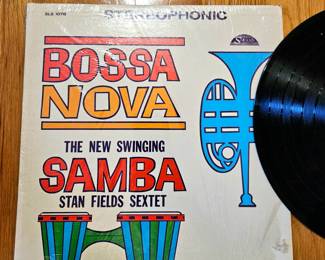 STEREOPHONIC
BOSSA
NOVA
THE NEW SWINGING
SAMBA
STAN FIELDS SEXTET